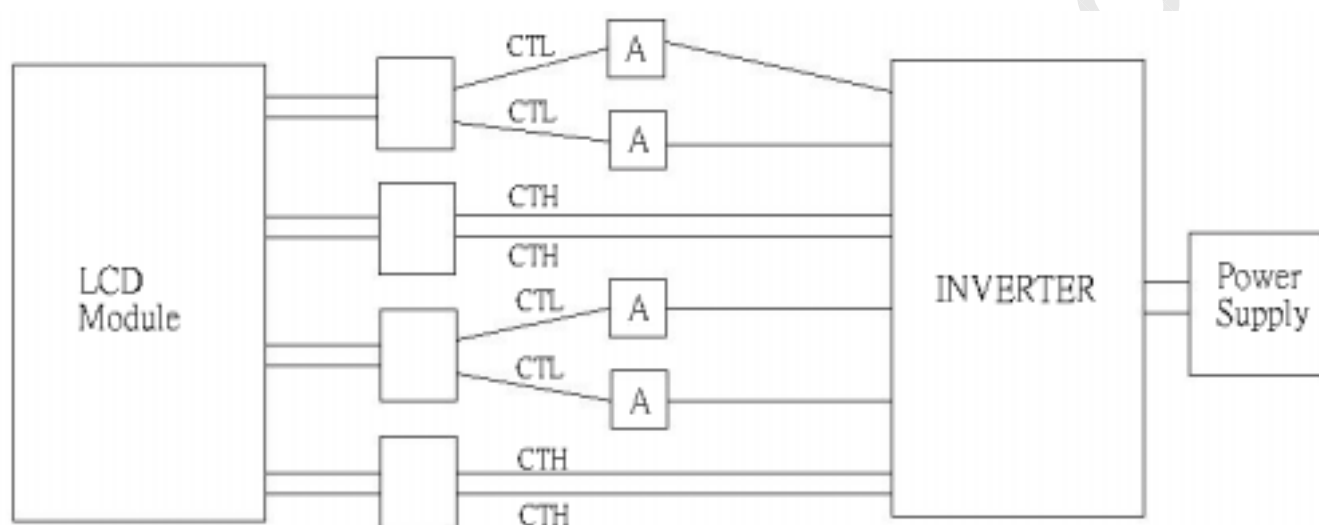 CTL
A
CTL
A
CTH
CTH
LCD
Module
CTL
A
CTL
A
INVERTER
Power
Supply
CTH
CTH